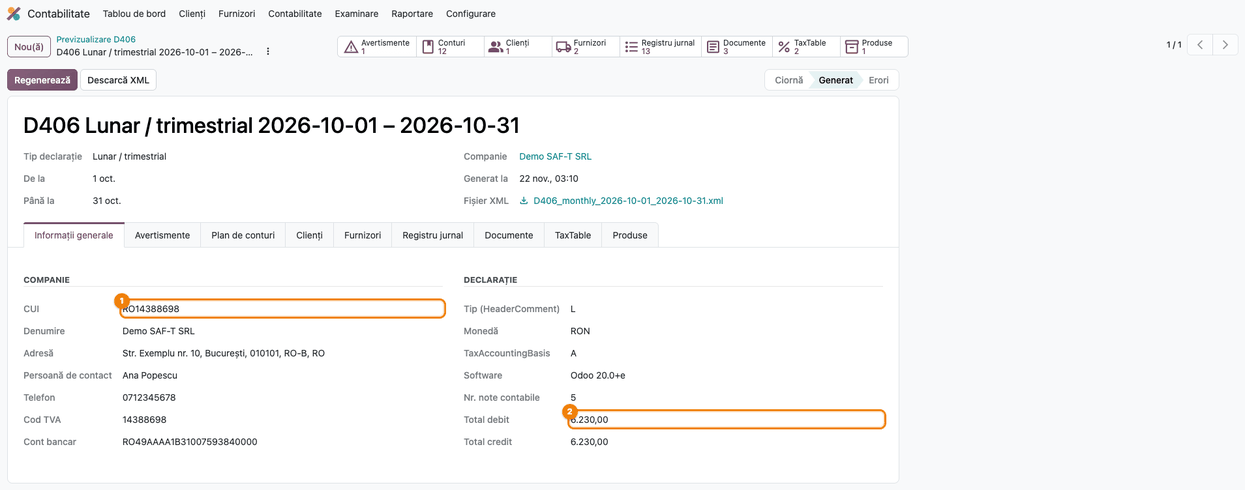 Contabilitate Tablou de bord Clienți Furnizori Contabilitate Examinare Raportare Configurare
Nou(ă) Previzualizare D406
D406 Lunar / trimestrial 2026-10-01 – 2026-...
Avertismente 1 Conturi 12 Clienți 1 Furnizori 2 Registru jurnal 13 Documente 3 TaxTable 2 Produse 1
1 / 1
Regenerează Descarcă XML Ciornă Generat Erori
D406 Lunar / trimestrial 2026-10-01 – 2026-10-31
Tip declarație Lunar / trimestrial Companie Demo SAF-T SRL
De la 1 oct. Generat la 22 nov., 03:10
Până la 31 oct. Fișier XML D406_monthly_2026-10-01_2026-10-31.xml
Informații generale Avertismente Plan de conturi Clienți Furnizori Registru jurnal Documente TaxTable Produse
COMPANIE DECLARAȚIE
1
CUI RO14388698 Tip (HeaderComment) L
Denumire Demo SAF-T SRL Monedă RON
Adresă Str. Exemplu nr. 10, București, 010101, RO-B, RO TaxAccountingBasis A
Persoană de contact Ana Popescu Software Odoo 20.0+e
Telefon 0712345678 Nr. note contabile 5
2
Cod TVA 14388698 Total debit 6.230,00
Cont bancar RO49AAAA1B31007593840000 Total credit 6.230,00